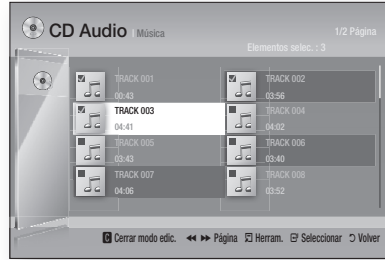 CD Audio | Música
1/2 Página
Elementos selec. : 3
TRACK 001
00:43
TRACK 002
03:56
TRACK 003
04:41
TRACK 004
04:02
TRACK 005
03:43
TRACK 006
03:40
TRACK 007
04:06
TRACK 008
03:52
C Cerrar modo edic. Página Herram. Seleccionar Volver